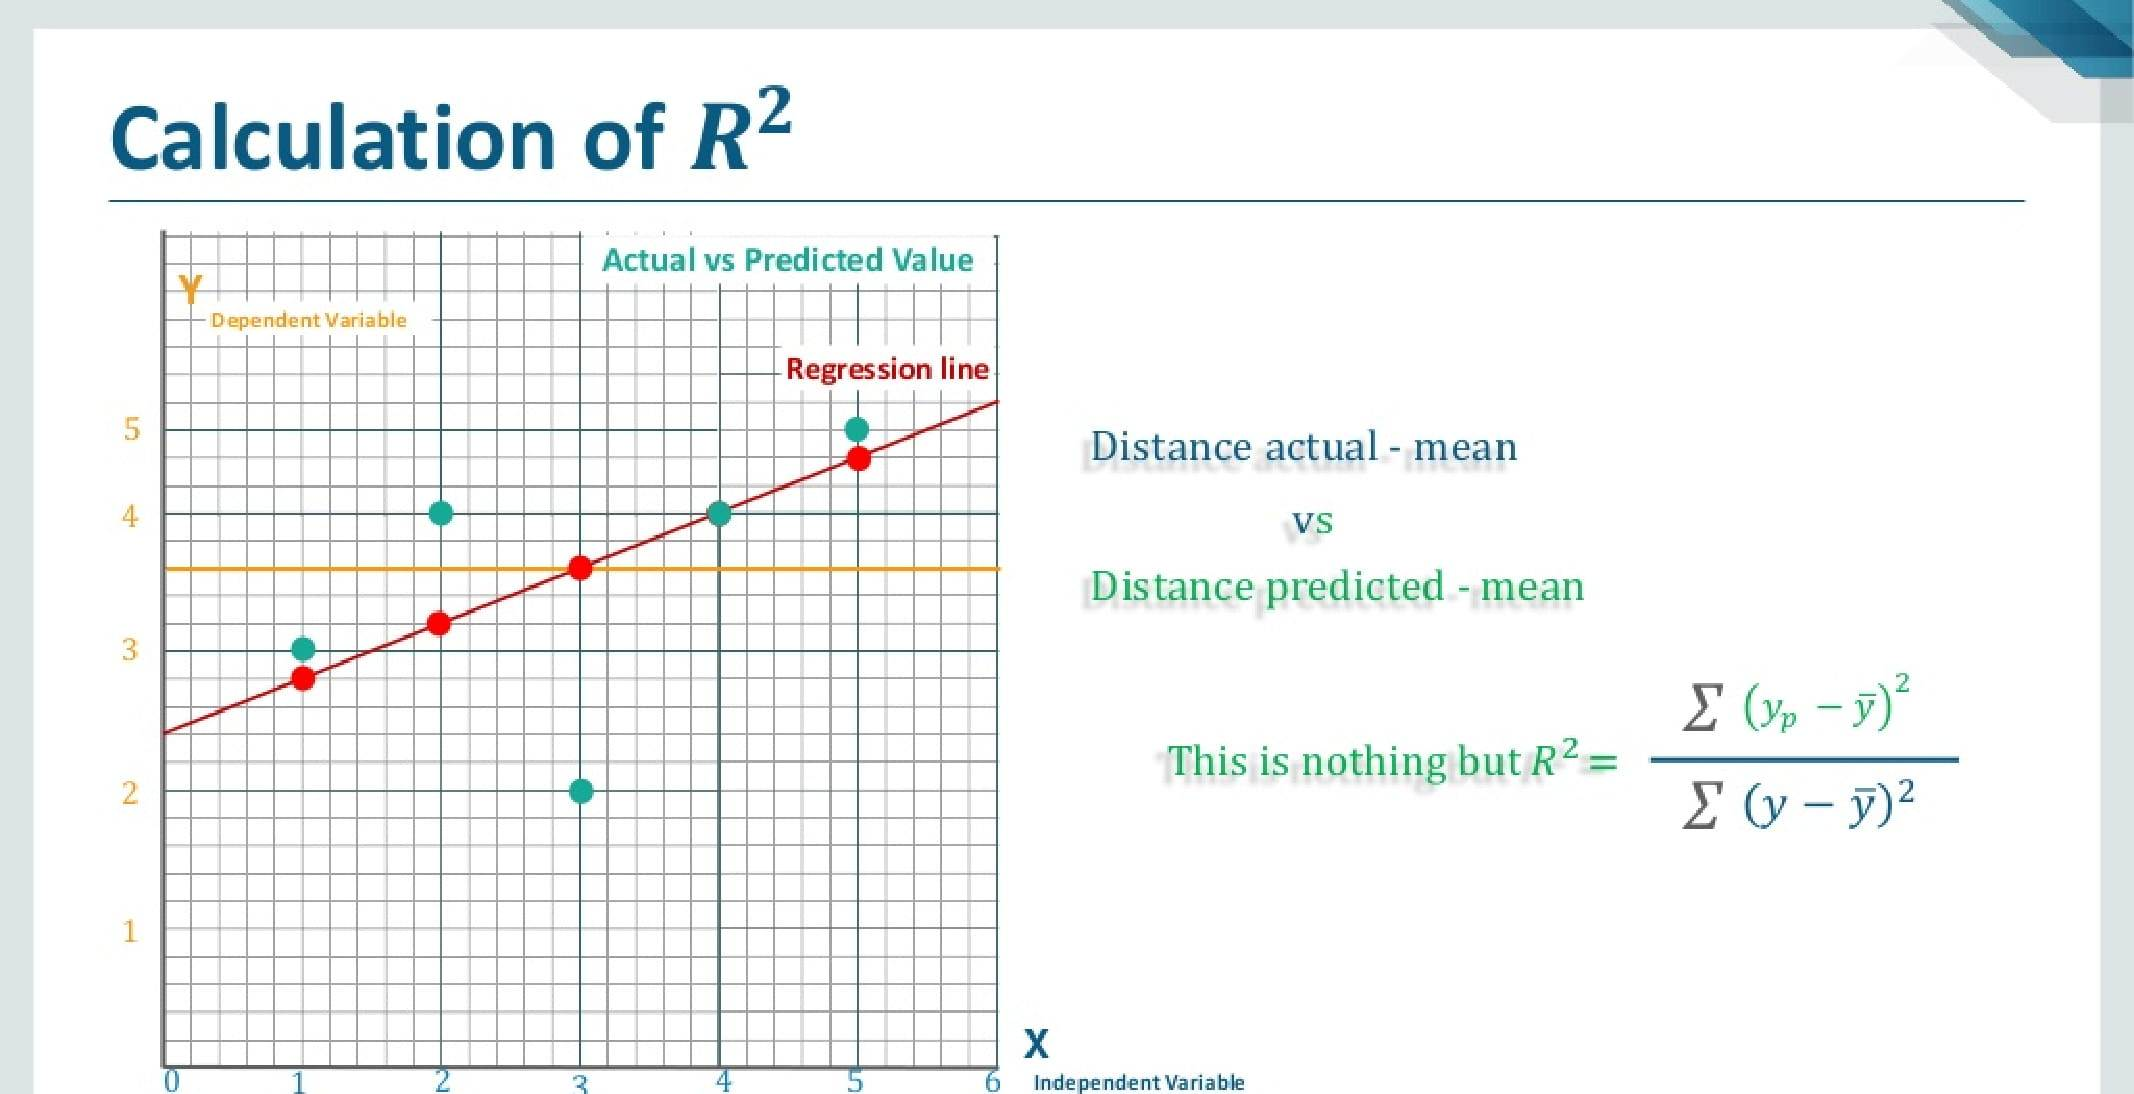 Calculation of R²
Actual vs Predicted Value
Y
Dependent Variable
Regression line
5
4
3
2
1
0 1 2 3 4 5 6
X
Independent Variable
Distance actual - mean
vs
Distance predicted - mean
This is nothing but R² =
∑ (yₚ − ȳ)²
∑ (y − ȳ)²